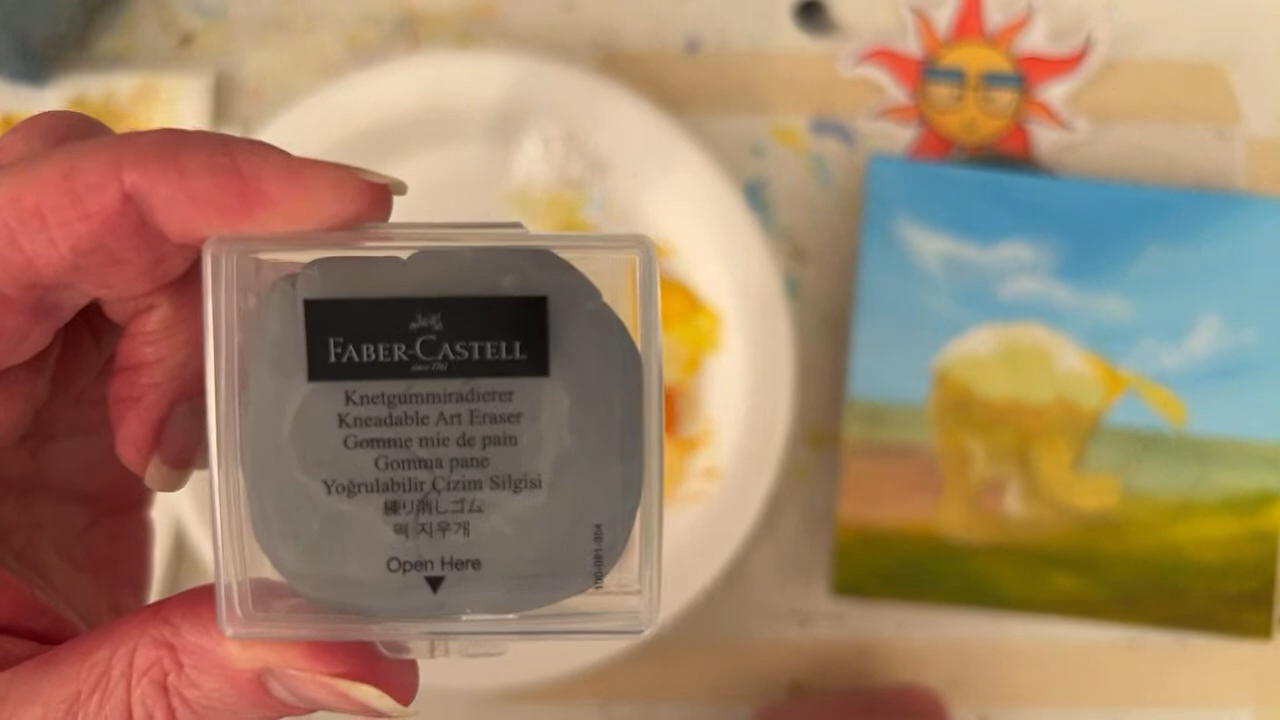 FABER-CASTELL
since 1761
Knetgummiradierer
Kneadable Art Eraser
Gomme mie de pain
Gomma pane
Yoğrulabilir Çizim Silgisi
練り消しゴム
떡 지우개
Open Here